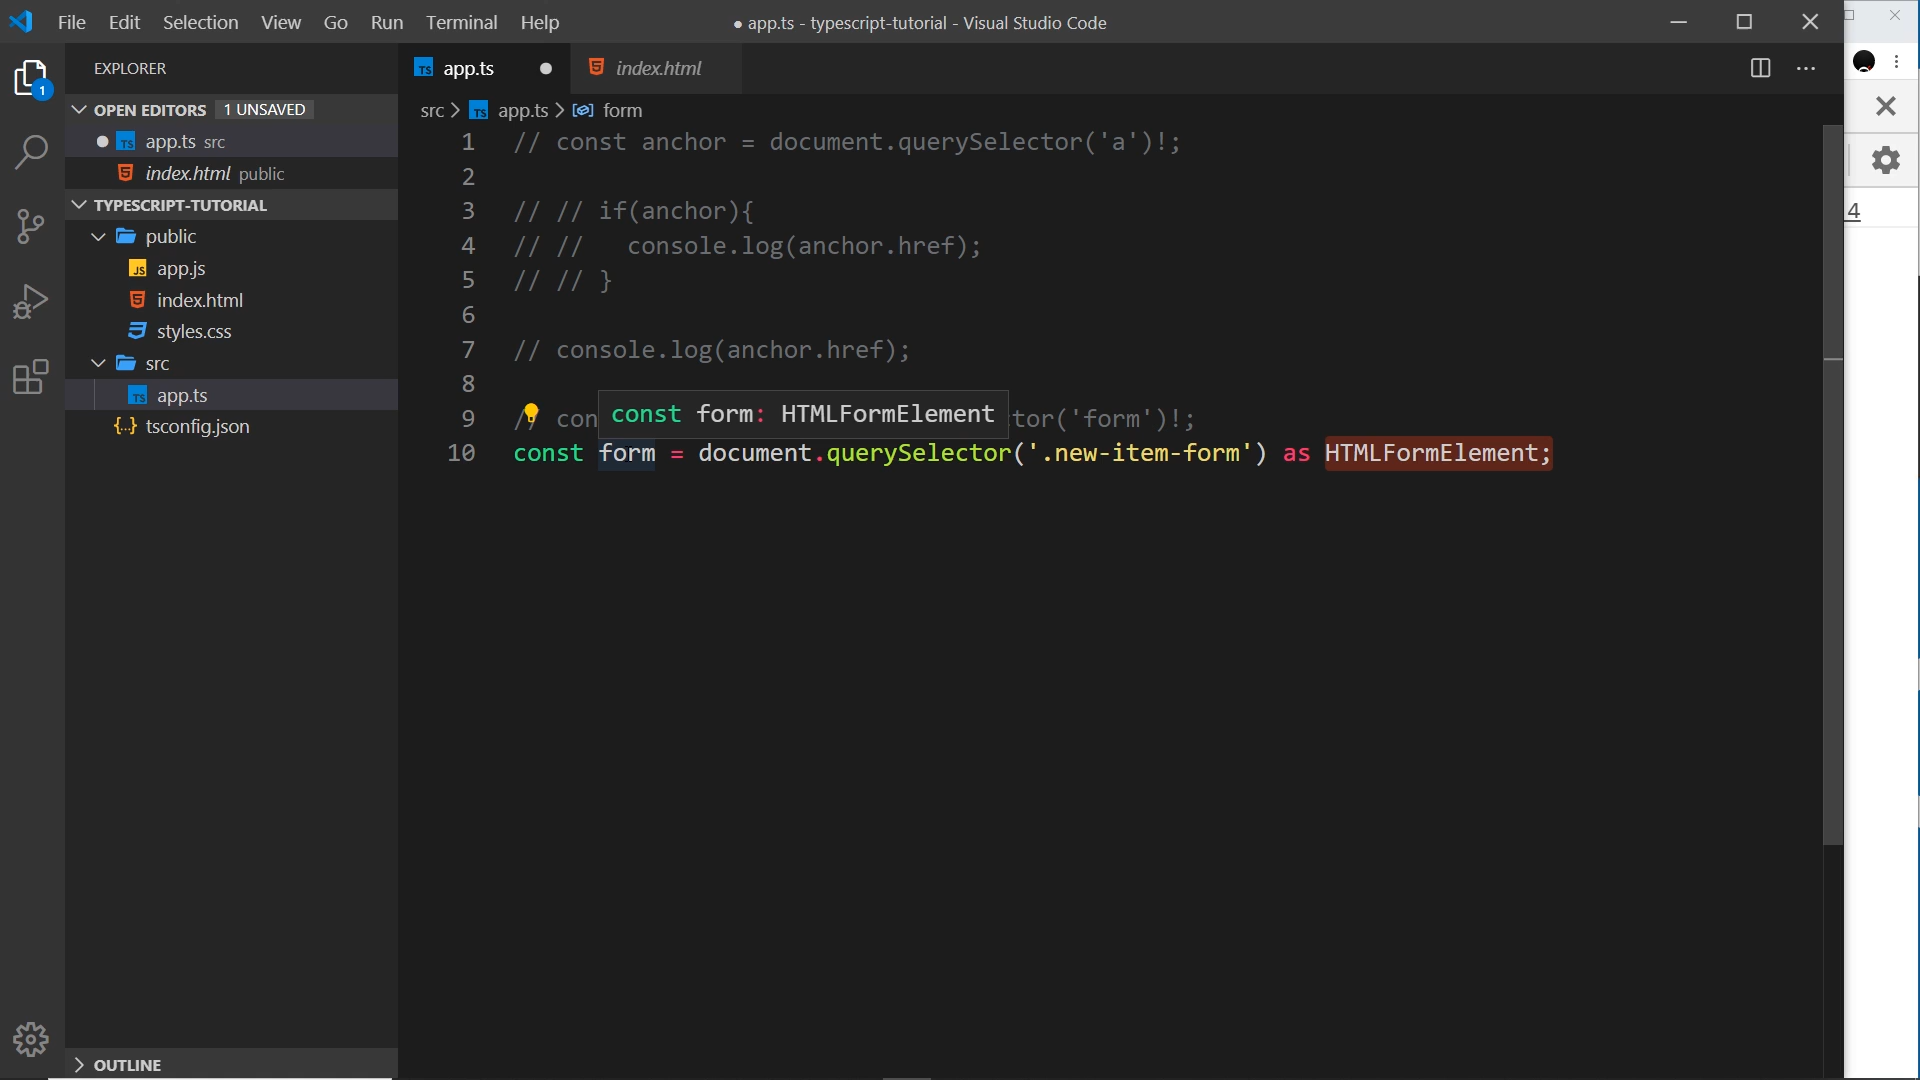 File Edit Selection View Go Run Terminal Help
● app.ts - typescript-tutorial - Visual Studio Code
EXPLORER
OPEN EDITORS 1 UNSAVED
app.ts src
index.html public
TYPESCRIPT-TUTORIAL
public
app.js
index.html
styles.css
src
app.ts
tsconfig.json
OUTLINE
1
TS app.ts index.html
src > app.ts > form
1 // const anchor = document.querySelector('a')!;
2
3 // // if(anchor){
4 // //   console.log(anchor.href);
5 // // }
6
7 // console.log(anchor.href);
8
const form: HTMLFormElement
9 // con tor('form')!;
10 const form = document.querySelector('.new-item-form') as HTMLFormElement;
4